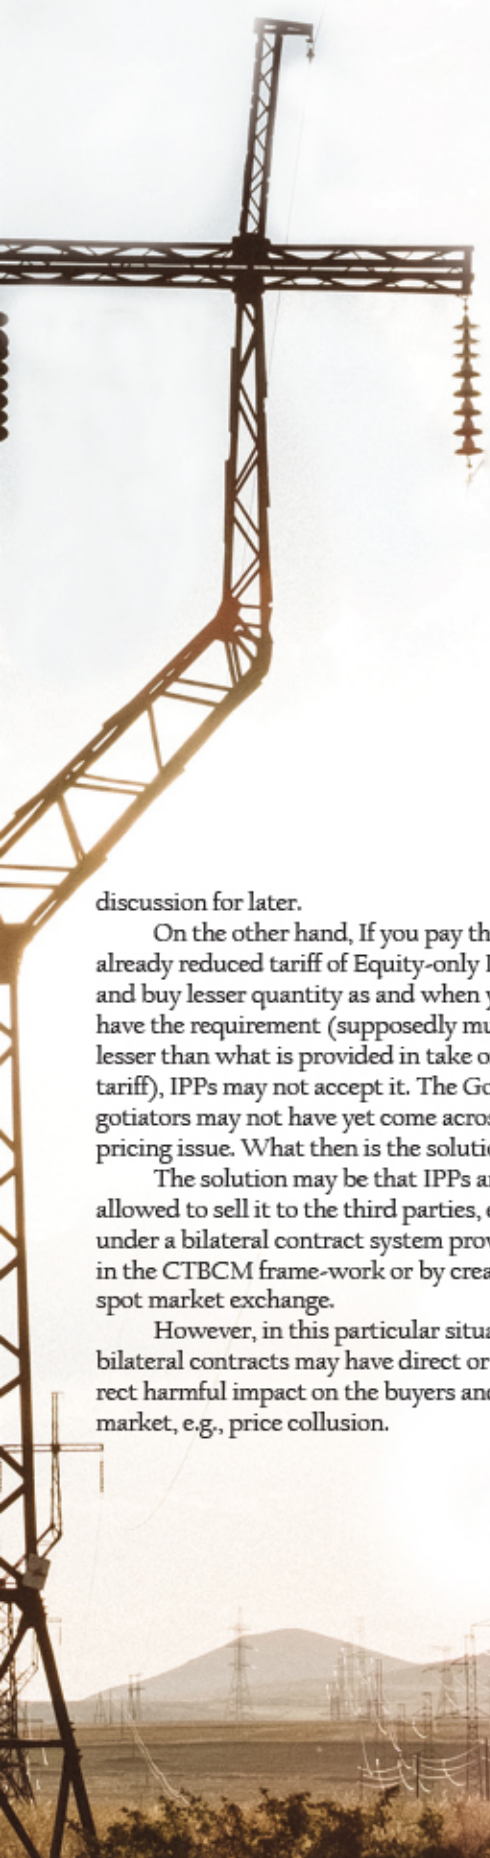 discussion for later.
On the other hand, If you pay th
already reduced tariff of Equity-only
and buy lesser quantity as and when
have the requirement (supposedly mu
lesser than what is provided in take o
tariff), IPPs may not accept it. The Go
gotiators may not have yet come acros
pricing issue. What then is the soluti
The solution may be that IPPs a
allowed to sell it to the third parties,
under a bilateral contract system prov
in the CTBCM frame-work or by crea
spot market exchange.
However, in this particular situa
bilateral contracts may have direct or
rect harmful impact on the buyers and
market, e.g., price collusion.